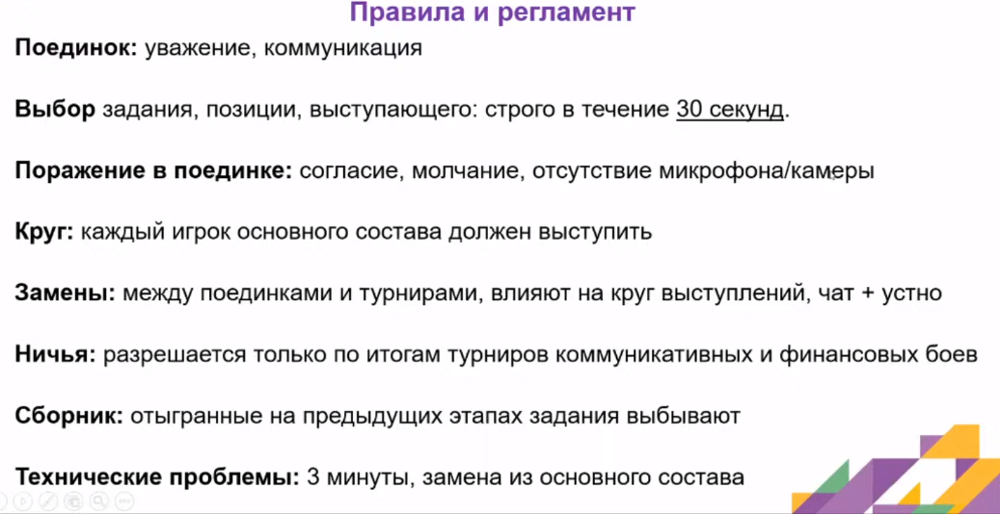 Правила и регламент
Поединок: уважение, коммуникация
Выбор задания, позиции, выступающего: строго в течение 30 секунд.
Поражение в поединке: согласие, молчание, отсутствие микрофона/камеры
Круг: каждый игрок основного состава должен выступить
Замены: между поединками и турнирами, влияют на круг выступлений, чат + устно
Ничья: разрешается только по итогам турниров коммуникативных и финансовых боев
Сборник: отыгранные на предыдущих этапах задания выбывают
Технические проблемы: 3 минуты, замена из основного состава